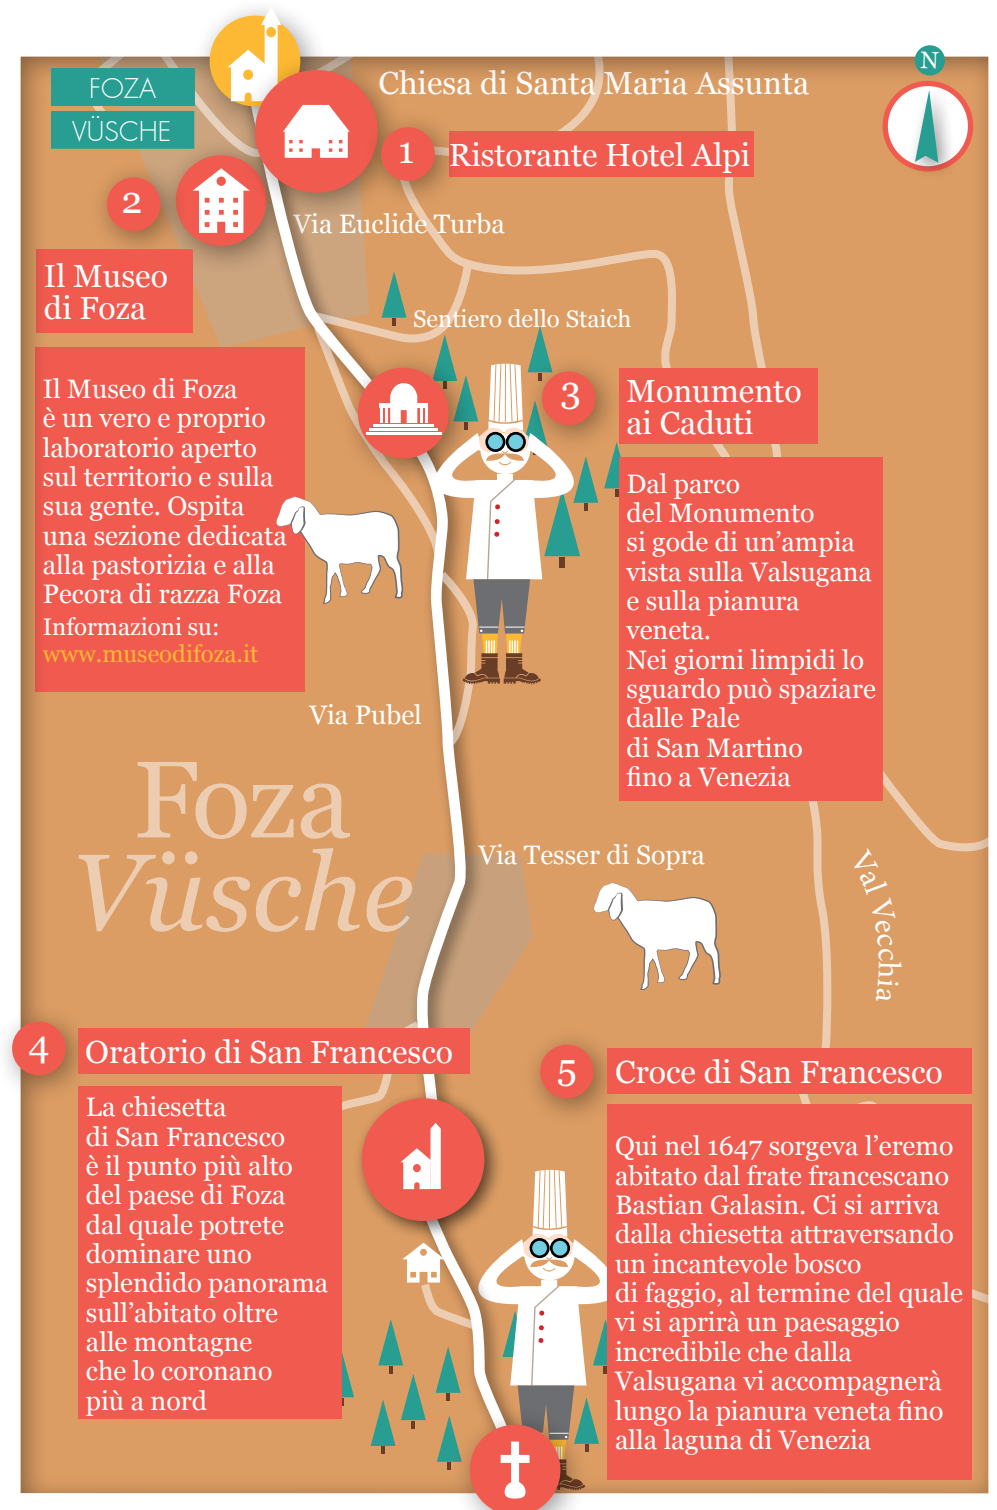 FOZA
VÜSCHE
Chiesa di Santa Maria Assunta
N
1
Ristorante Hotel Alpi
2
Via Euclide Turba
Il Museo
di Foza
Sentiero dello Staich
Il Museo di Foza
è un vero e proprio
laboratorio aperto
sul territorio e sulla
sua gente. Ospita
una sezione dedicata
alla pastorizia e alla
Pecora di razza Foza
Informazioni su:
www.museodifoza.it
3
Monumento
ai Caduti
Dal parco
del Monumento
si gode di un'ampia
vista sulla Valsugana
e sulla pianura
veneta.
Nei giorni limpidi lo
sguardo può spaziare
dalle Pale
di San Martino
fino a Venezia
Via Pubel
Foza
Vüsche
Via Tesser di Sopra
Val Vecchia
4
Oratorio di San Francesco
La chiesetta
di San Francesco
è il punto più alto
del paese di Foza
dal quale potrete
dominare uno
splendido panorama
sull'abitato oltre
alle montagne
che lo coronano
più a nord
5
Croce di San Francesco
Qui nel 1647 sorgeva l'eremo
abitato dal frate francescano
Bastian Galasin. Ci si arriva
dalla chiesetta attraversando
un incantevole bosco
di faggio, al termine del quale
vi si aprirà un paesaggio
incredibile che dalla
Valsugana vi accompagnerà
lungo la pianura veneta fino
alla laguna di Venezia